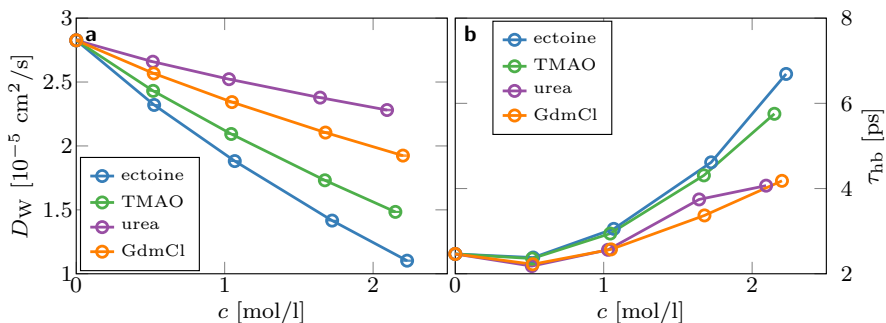 a
3
2.5
2
1.5
1
D_W [10^−5 cm^2/s]
ectoine
TMAO
urea
GdmCl
0
1
2
c [mol/l]
b
ectoine
TMAO
urea
GdmCl
8
6
4
2
τ_hb [ps]
0
1
2
c [mol/l]